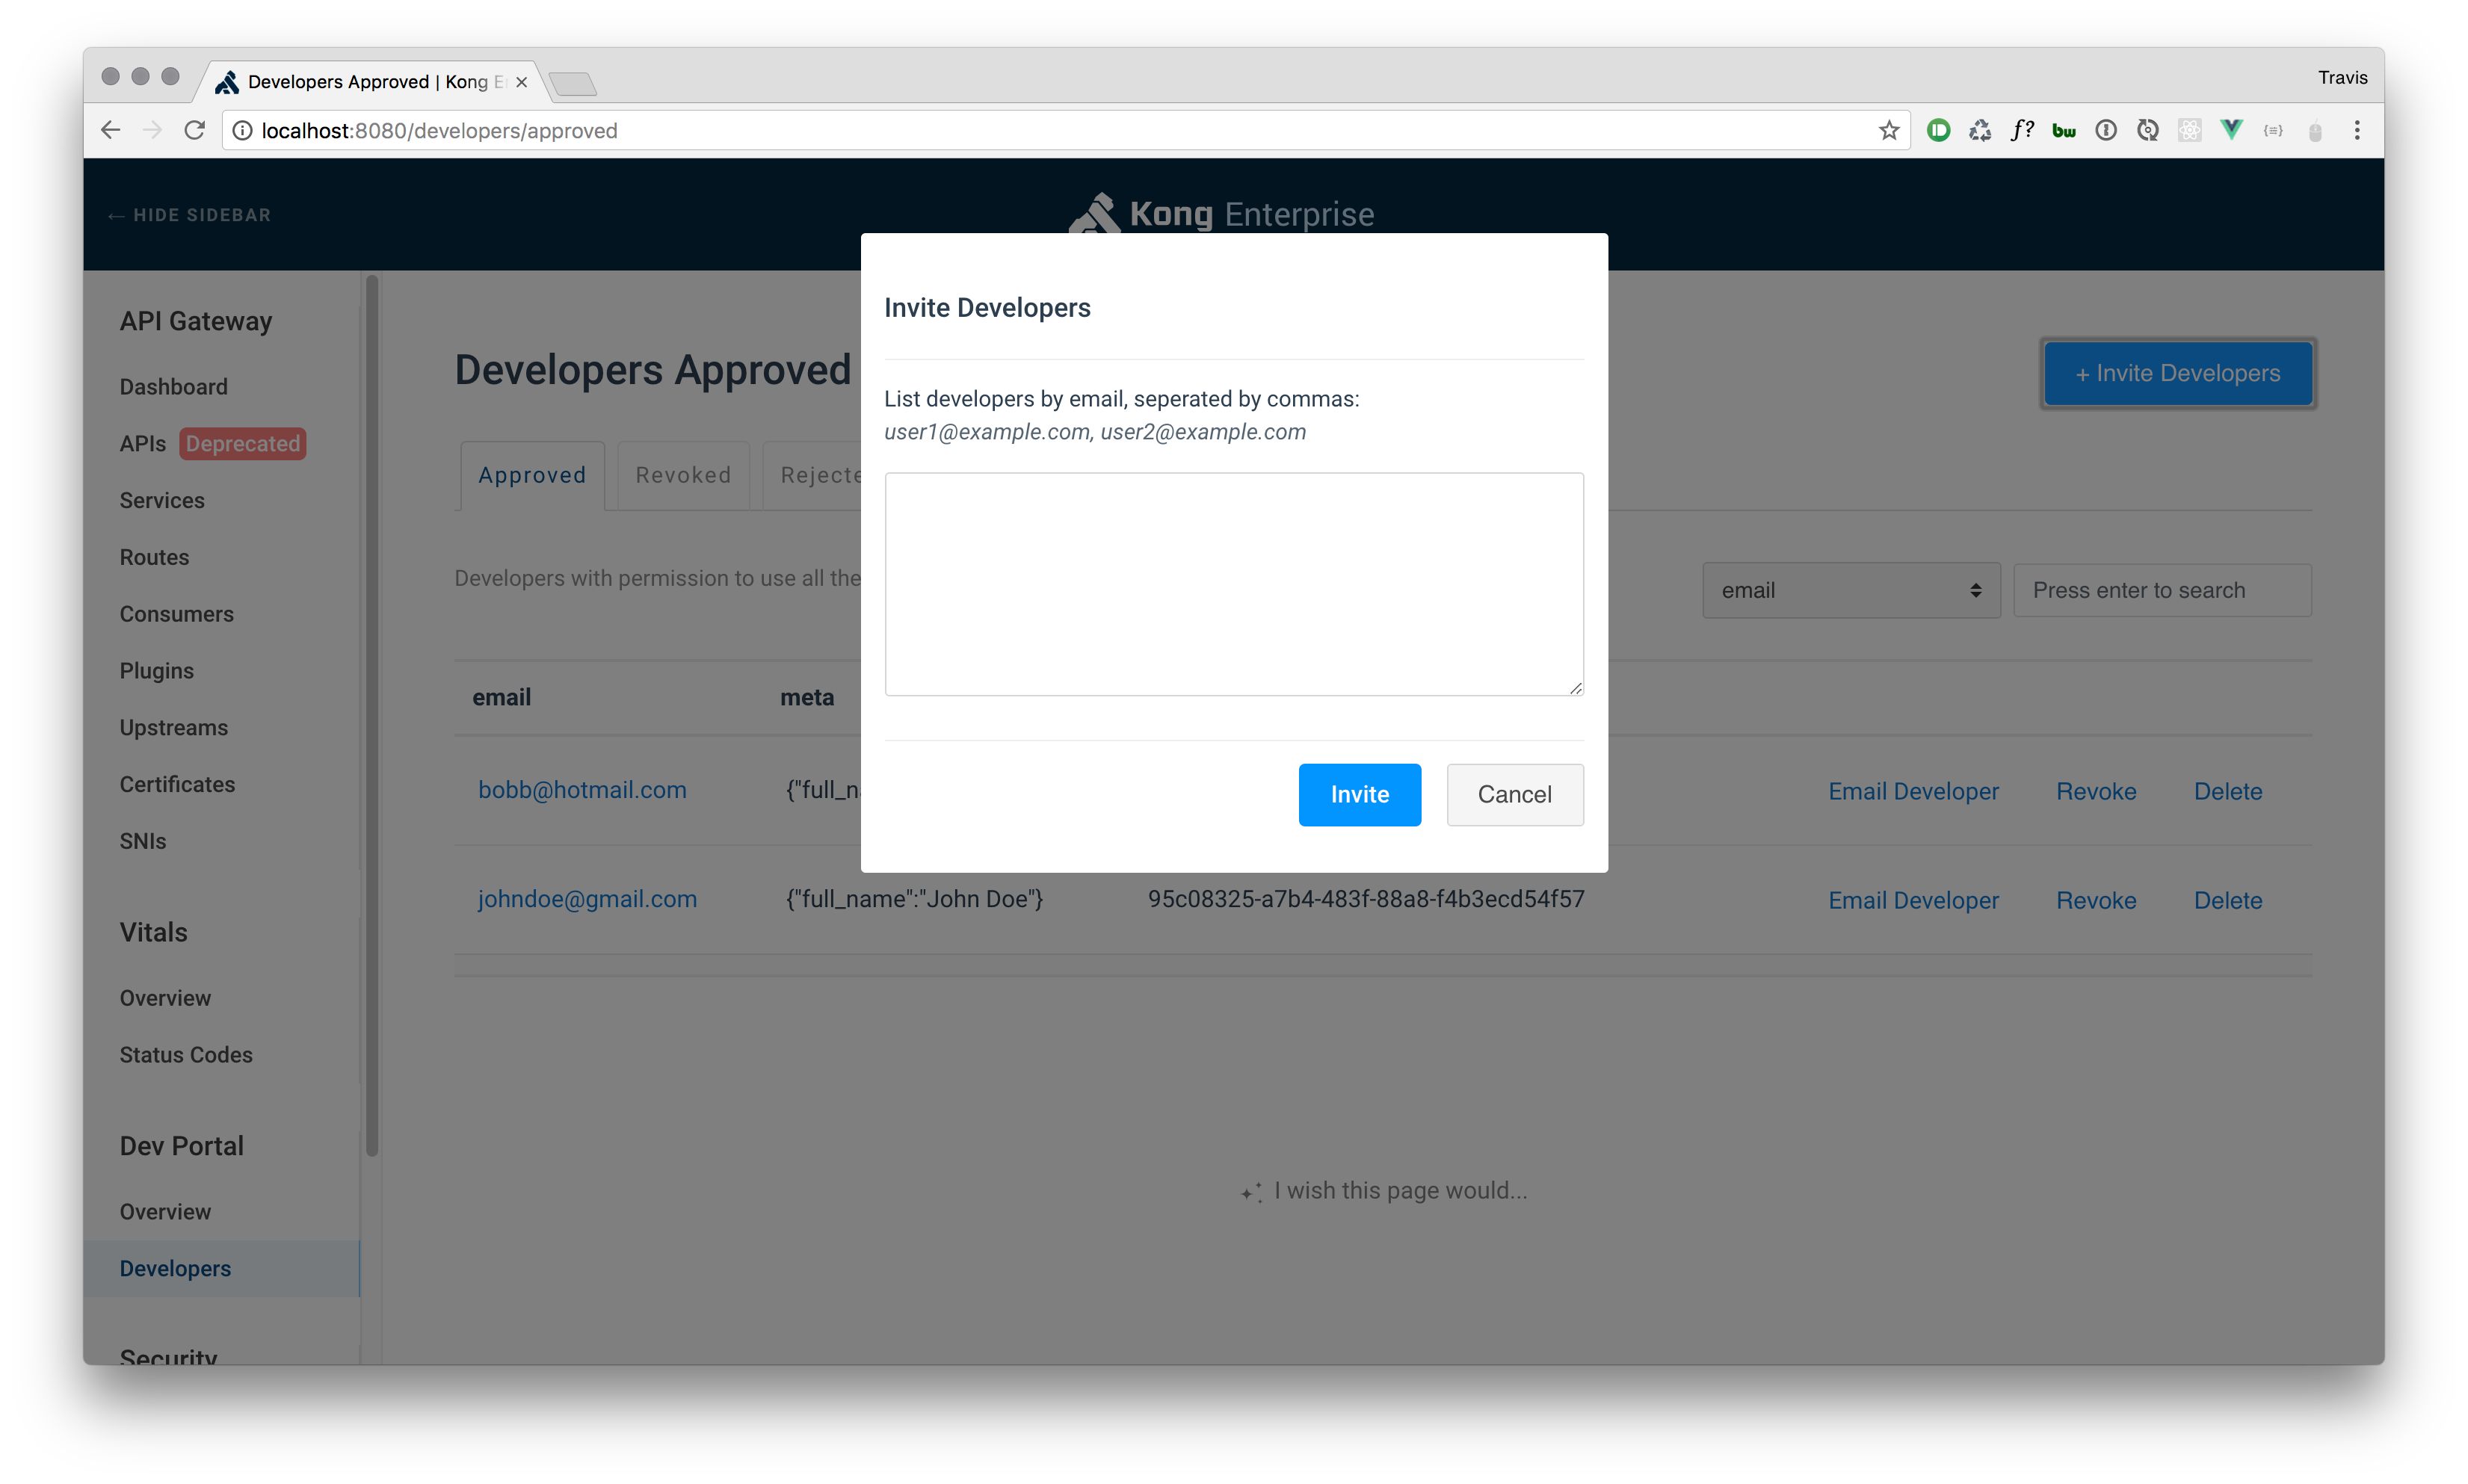 Developers Approved | Kong E
Travis
localhost:8080/developers/approved
f?
bw
← HIDE SIDEBAR
Kong Enterprise
API Gateway
Dashboard
APIs Deprecated
Services
Routes
Consumers
Plugins
Upstreams
Certificates
SNIs
Vitals
Overview
Status Codes
Dev Portal
Overview
Developers
Security
Developers Approved
+ Invite Developers
Approved Revoked Rejecte
Developers with permission to use all the
email
Press enter to search
email meta
bobb@hotmail.com {"full_n Email Developer Revoke Delete
johndoe@gmail.com {"full_name":"John Doe"} 95c08325-a7b4-483f-88a8-f4b3ecd54f57 Email Developer Revoke Delete
I wish this page would...
Invite Developers
List developers by email, seperated by commas:
user1@example.com, user2@example.com
Invite Cancel